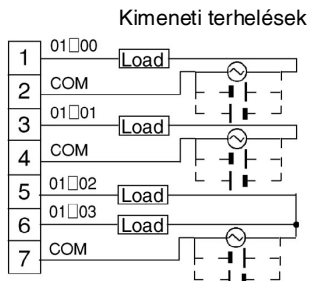 Kimeneti terhelések
1 01□00 Load
2 COM
3 01□01 Load
4 COM
5 01□02 Load
6 01□03 Load
7 COM